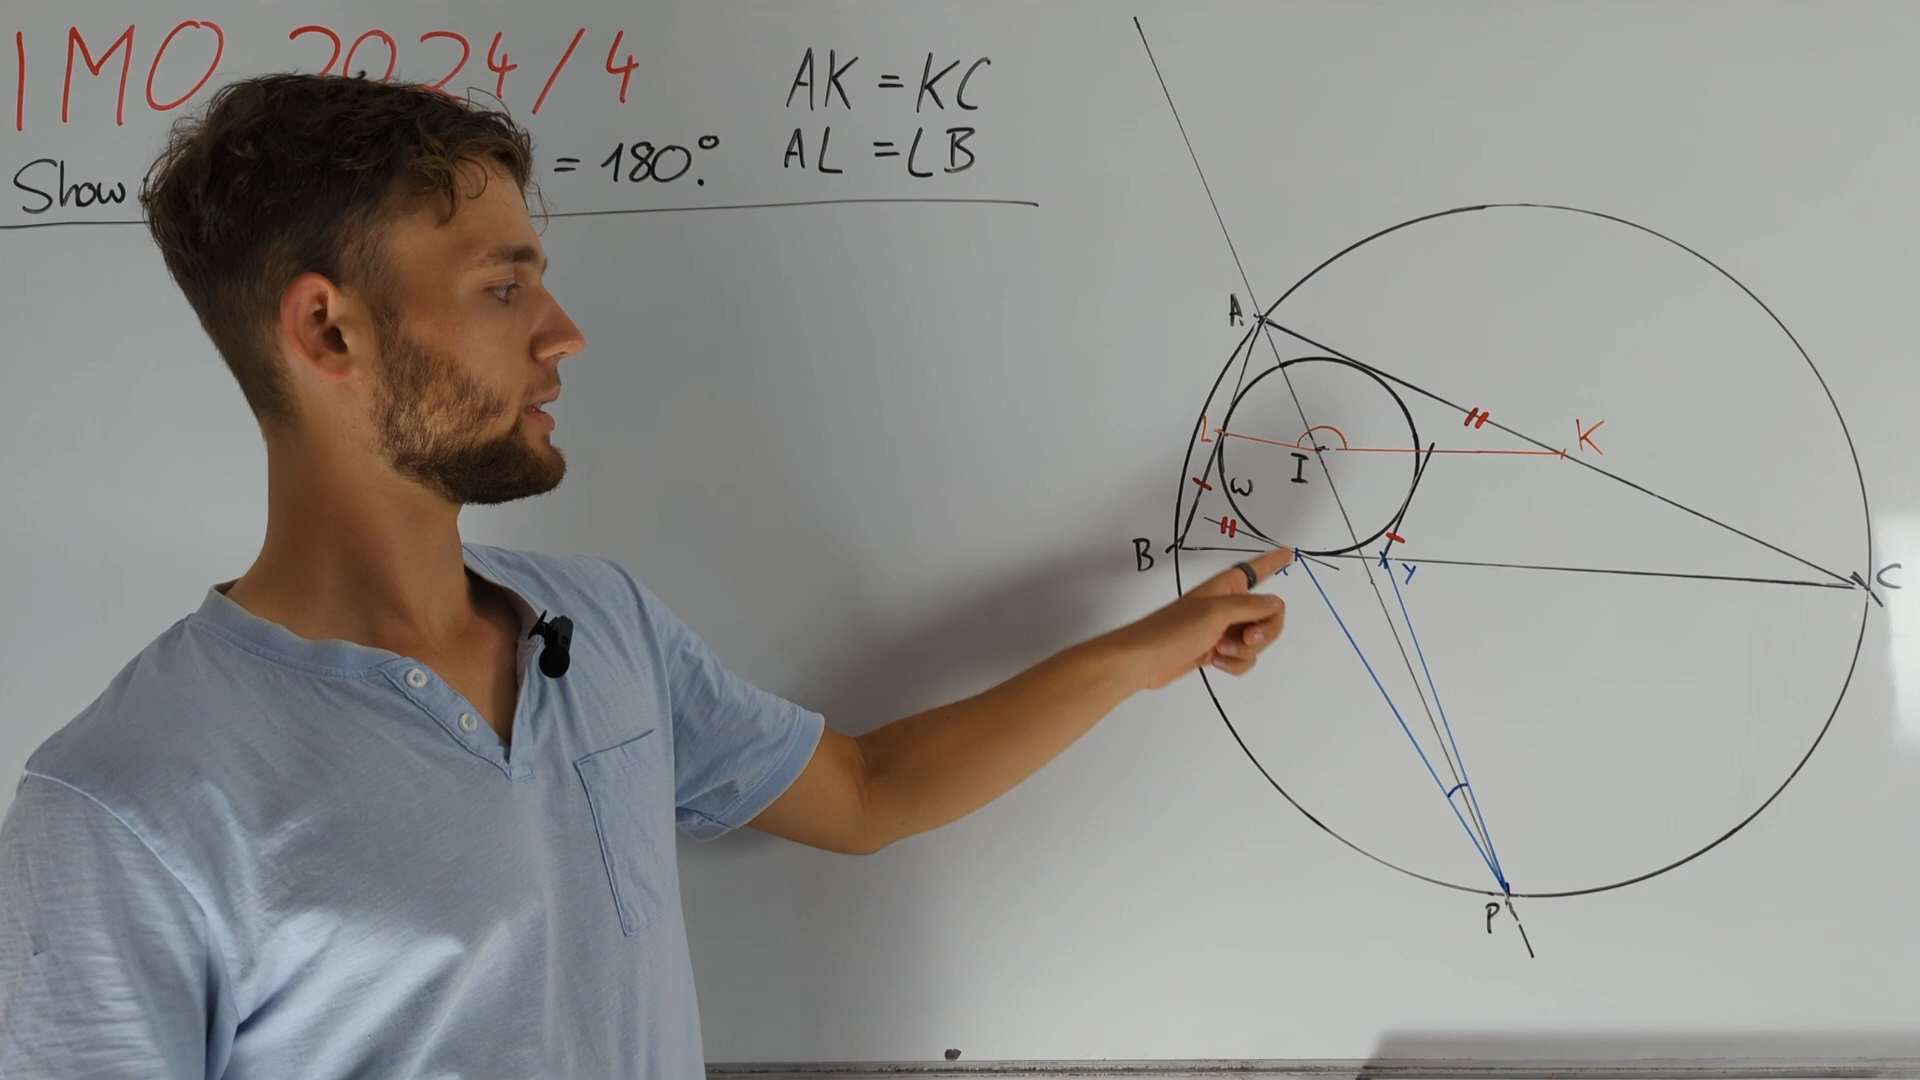 IMO 2024/4
Show = 180°.
AK = KC
AL = LB
A
L
K
I
ω
B
Y
C
P